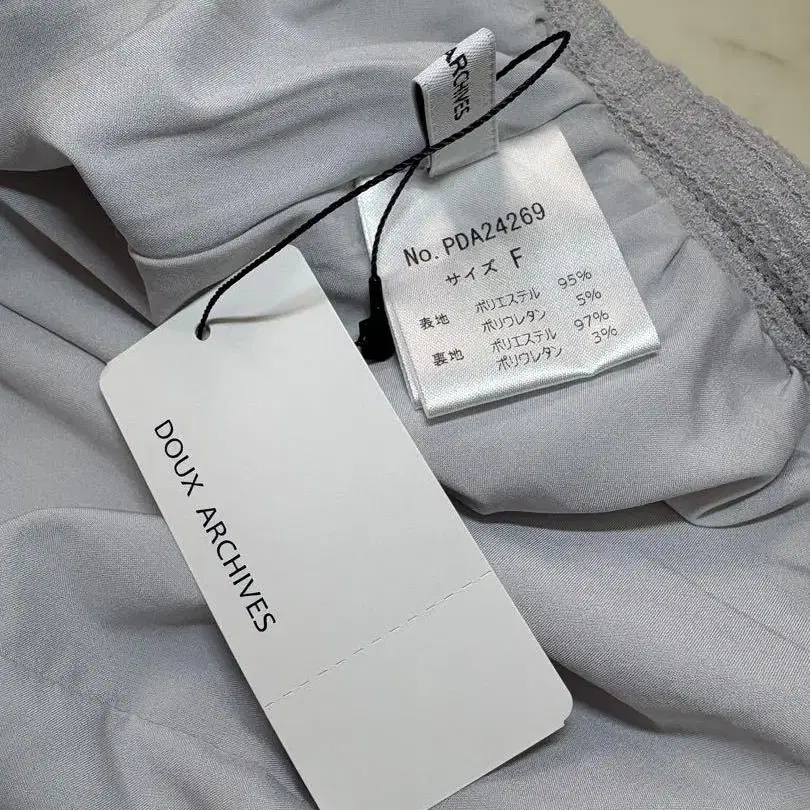 ARCHIVES
No. PDA24269
サイズ F
表地 ポリエステル 95%
ポリウレタン 5%
裏地 ポリエステル 97%
ポリウレタン 3%
DOUX ARCHIVES